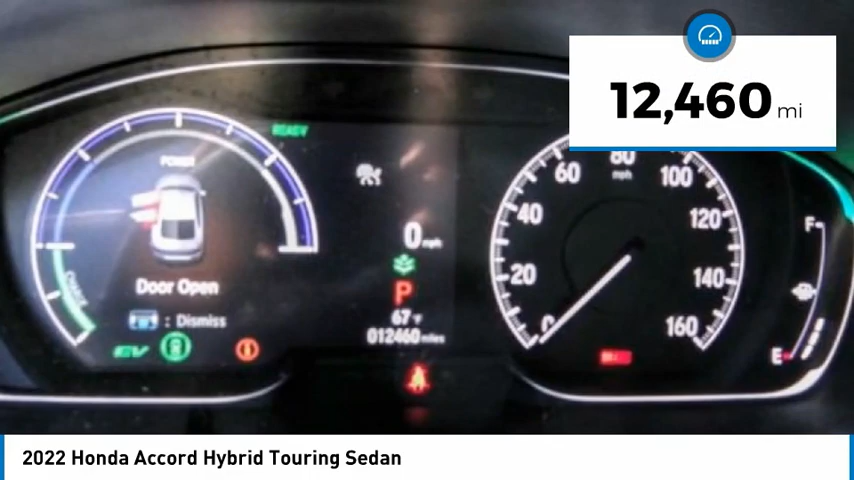 12,460 mi
READY
POWER
80
mph
60
100
40
120
20
140
0
160
0 mph
CHARGE
Door Open
: Dismiss
EV
P
67 °F
012460 miles
F
E
2022 Honda Accord Hybrid Touring Sedan